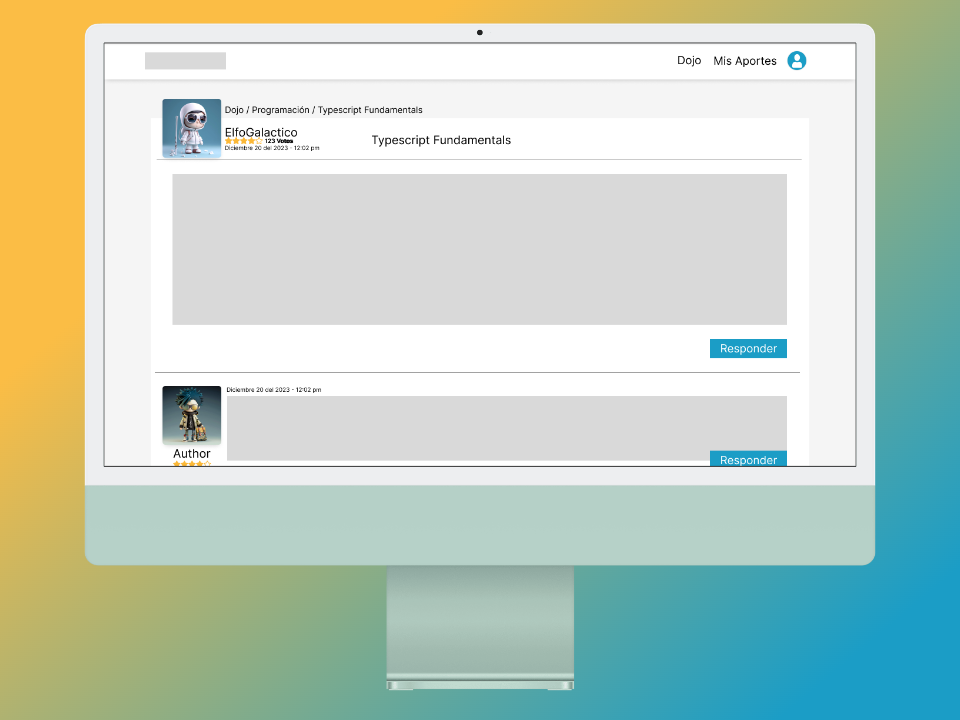 Dojo Mis Aportes
Dojo / Programación / Typescript Fundamentals
ElfoGalactico
123 Votes
Diciembre 20 del 2023 - 12:02 pm
Typescript Fundamentals
Responder
Diciembre 20 del 2023 - 12:02 pm
Author
Responder